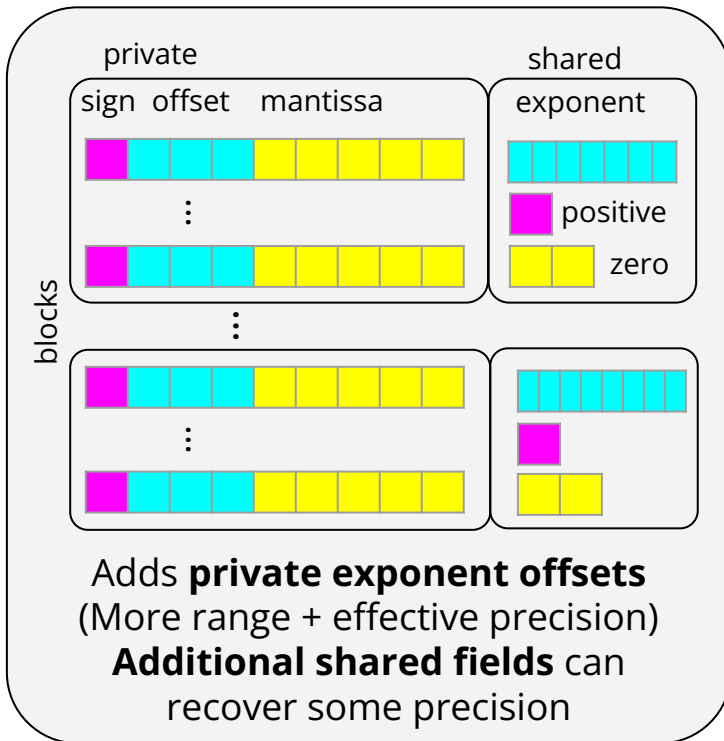 private
shared
sign offset mantissa
exponent
⋮
positive
zero
blocks
⋮
⋮
Adds private exponent offsets
(More range + effective precision)
Additional shared fields can
recover some precision